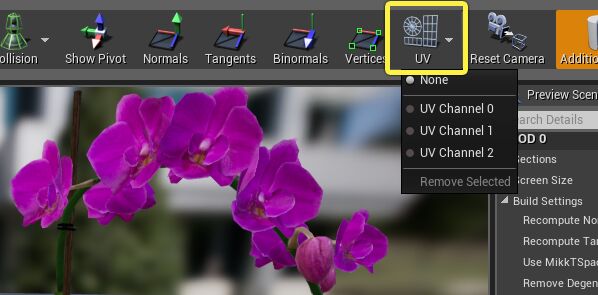 ollision
Show Pivot
Normals
Tangents
Binormals
Vertices
UV
Reset Camera
Additio
None
UV Channel 0
UV Channel 1
UV Channel 2
Remove Selected
Preview Scen
earch Details
OD 0
Sections
Screen Size
Build Settings
Recompute No
Recompute Ta
Use MikkTSpa
Remove Degen